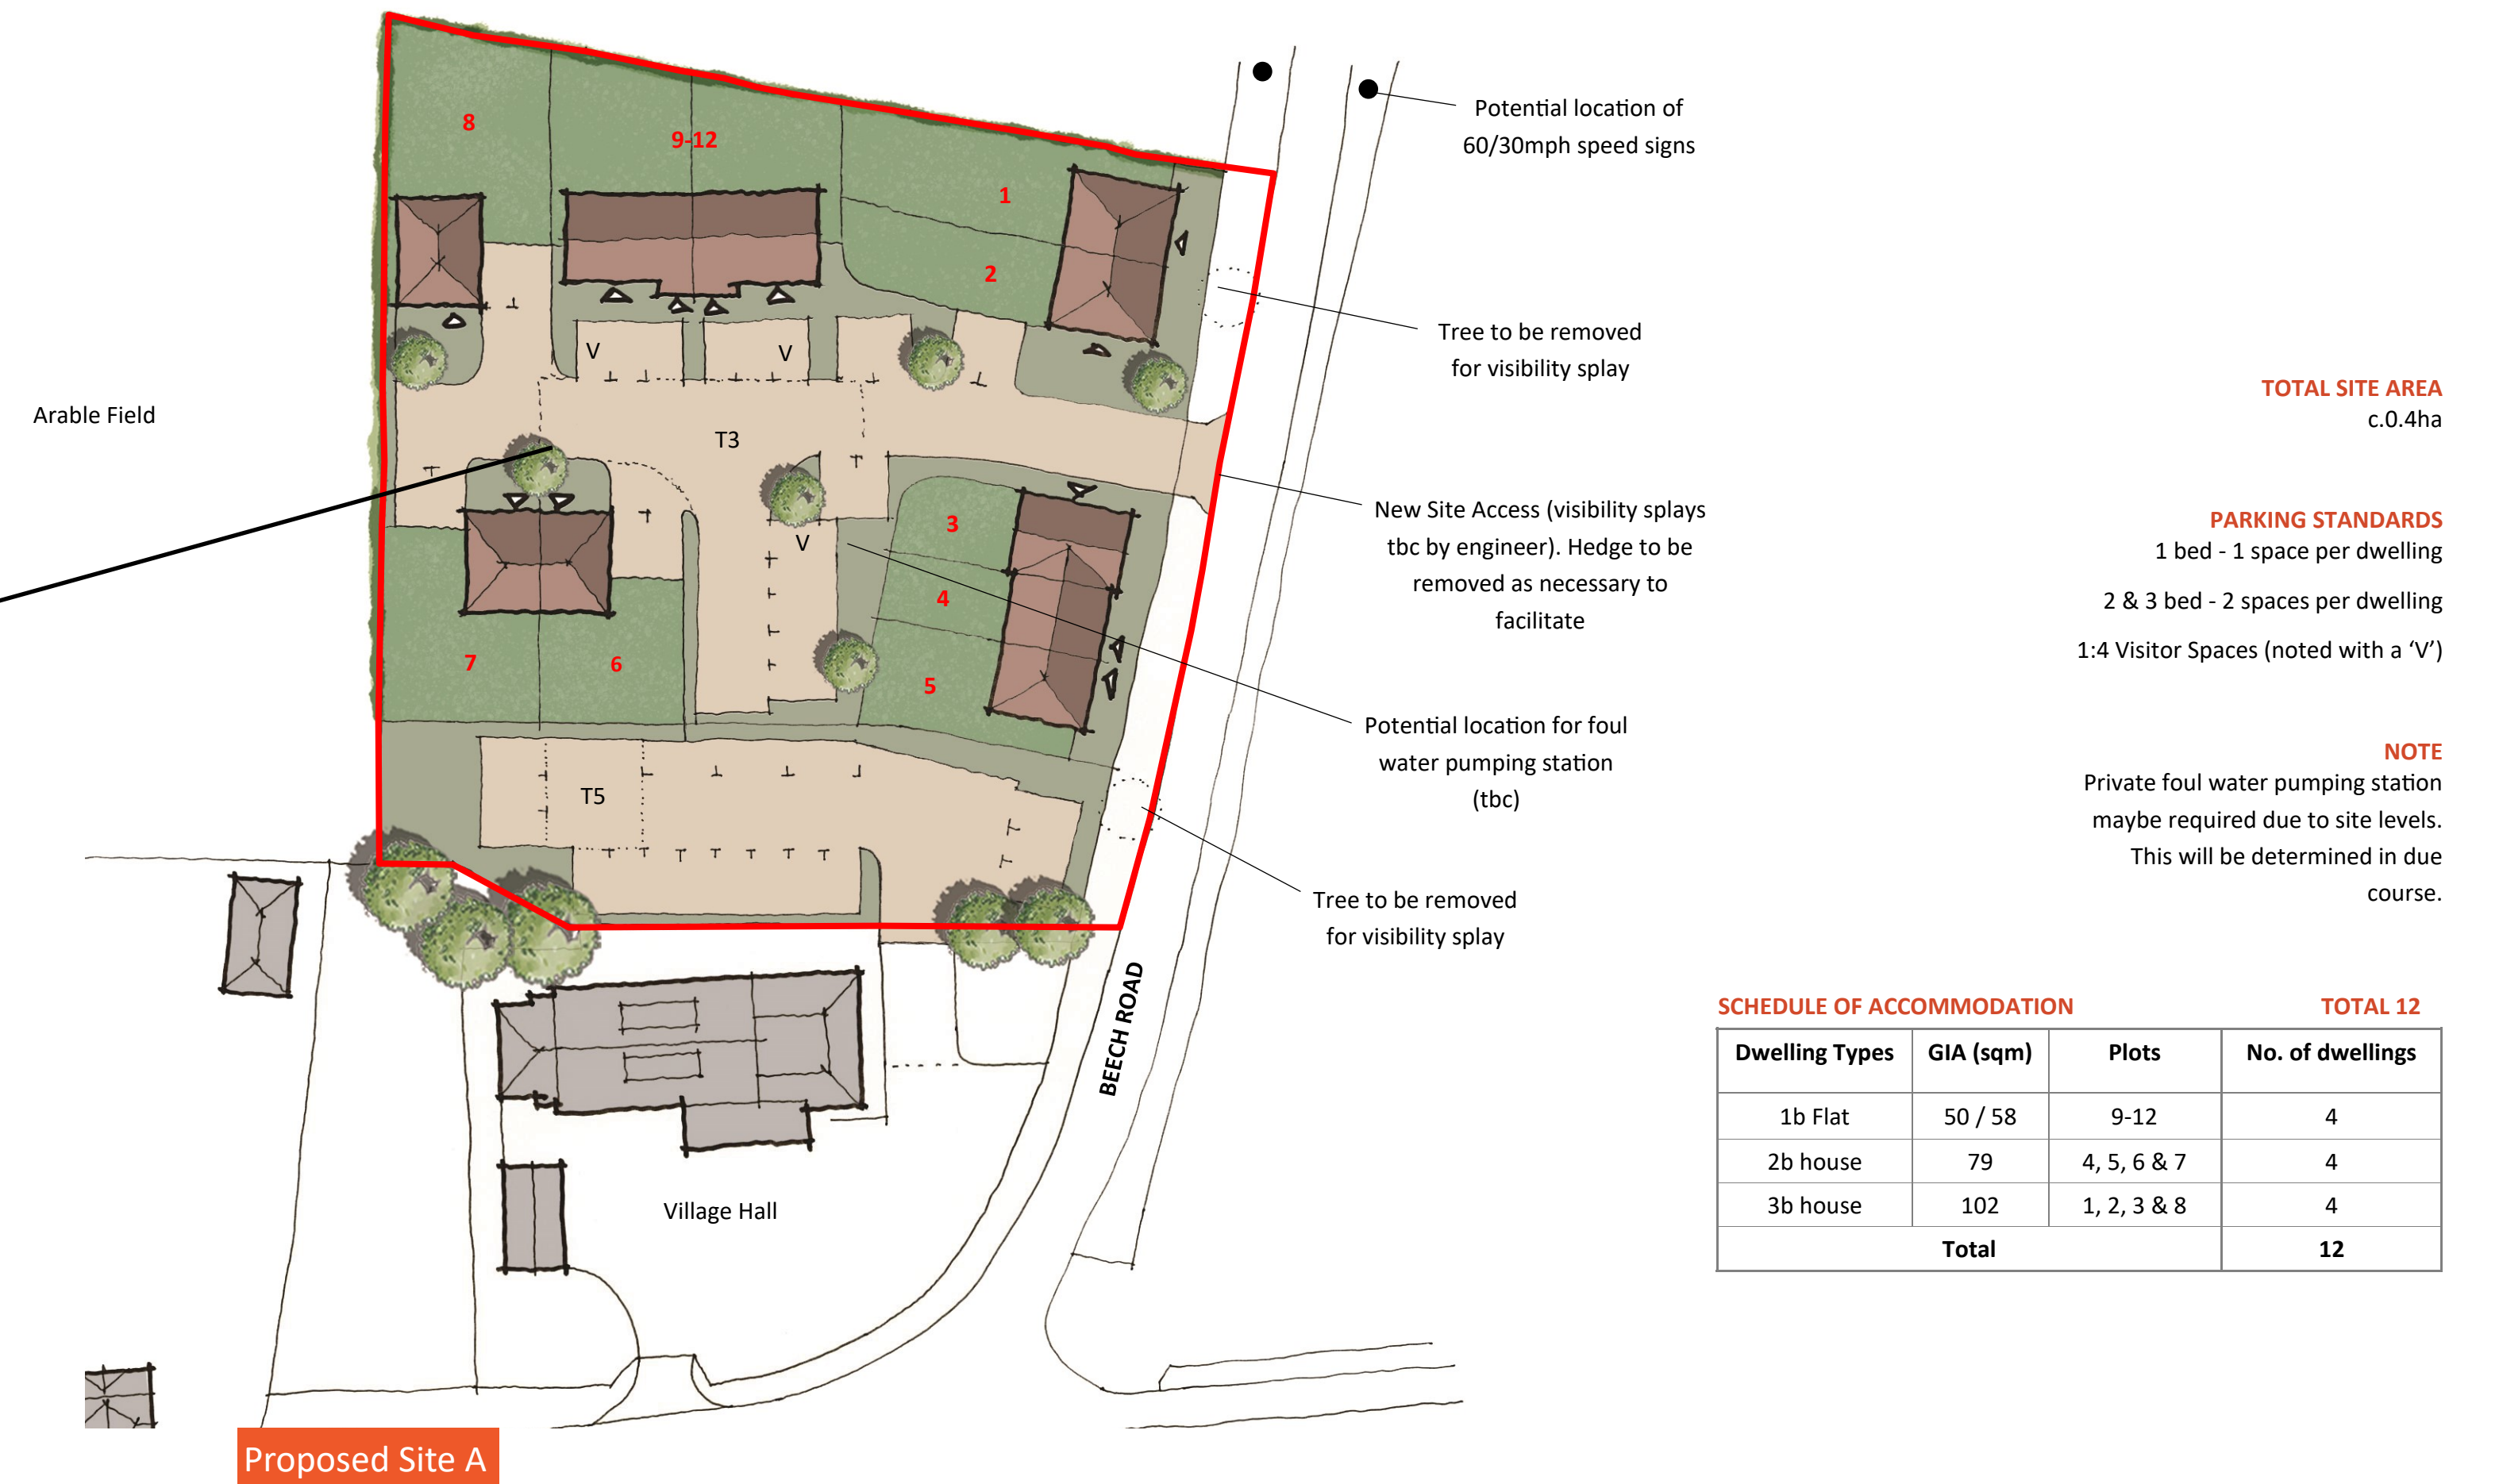 8
9-12
1
2
V
V
T3
V
3
4
5
7
6
T5
Arable Field
Village Hall
BEECH ROAD
Potential location of
60/30mph speed signs
Tree to be removed
for visibility splay
New Site Access (visibility splays
tbc by engineer). Hedge to be
removed as necessary to
facilitate
Potential location for foul
water pumping station
(tbc)
Tree to be removed
for visibility splay
TOTAL SITE AREA
c.0.4ha
PARKING STANDARDS
1 bed - 1 space per dwelling
2 & 3 bed - 2 spaces per dwelling
1:4 Visitor Spaces (noted with a ‘V’)
NOTE
Private foul water pumping station
maybe required due to site levels.
This will be determined in due
course.
SCHEDULE OF ACCOMMODATION TOTAL 12
Dwelling Types GIA (sqm) Plots No. of dwellings
1b Flat 50 / 58 9-12 4
2b house 79 4, 5, 6 & 7 4
3b house 102 1, 2, 3 & 8 4
Total 12
Proposed Site A